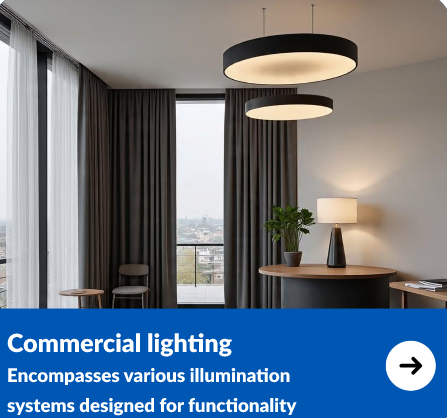 Commercial lighting
Encompasses various illumination
systems designed for functionality